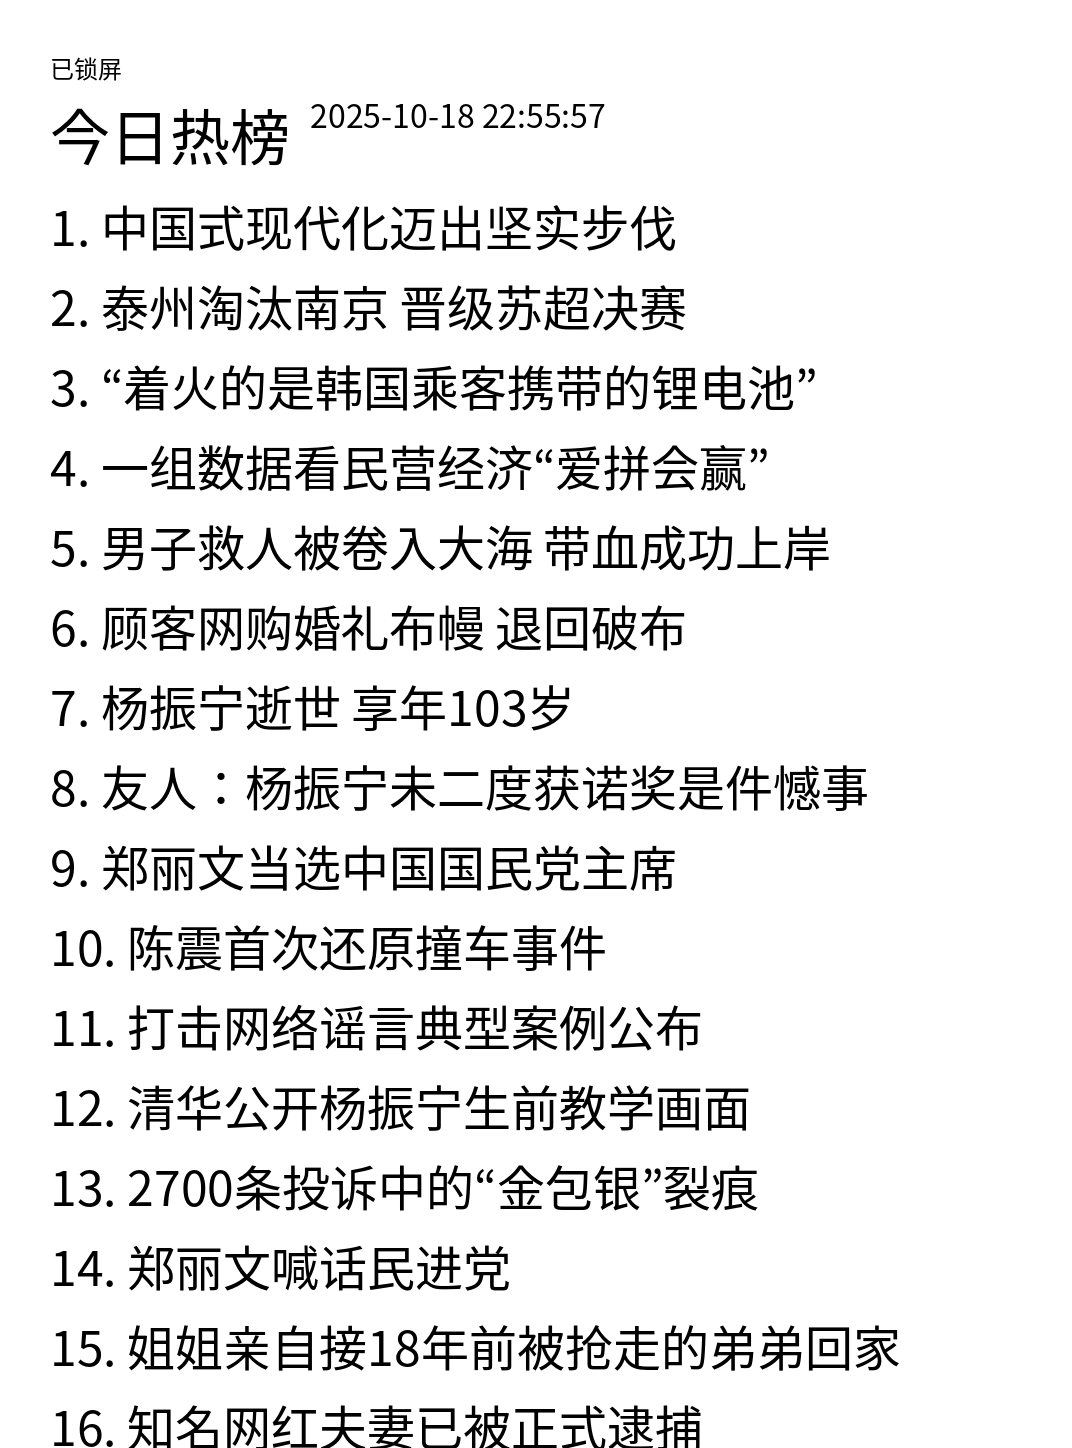 已锁屏
今日热榜 2025-10-18 22:55:57
1. 中国式现代化迈出坚实步伐
2. 泰州淘汰南京 晋级苏超决赛
3. “着火的是韩国乘客携带的锂电池”
4. 一组数据看民营经济“爱拼会赢”
5. 男子救人被卷入大海 带血成功上岸
6. 顾客网购婚礼布幔 退回破布
7. 杨振宁逝世 享年103岁
8. 友人：杨振宁未二度获诺奖是件憾事
9. 郑丽文当选中国国民党主席
10. 陈震首次还原撞车事件
11. 打击网络谣言典型案例公布
12. 清华公开杨振宁生前教学画面
13. 2700条投诉中的“金包银”裂痕
14. 郑丽文喊话民进党
15. 姐姐亲自接18年前被抢走的弟弟回家
16. 知名网红夫妻已被正式逮捕